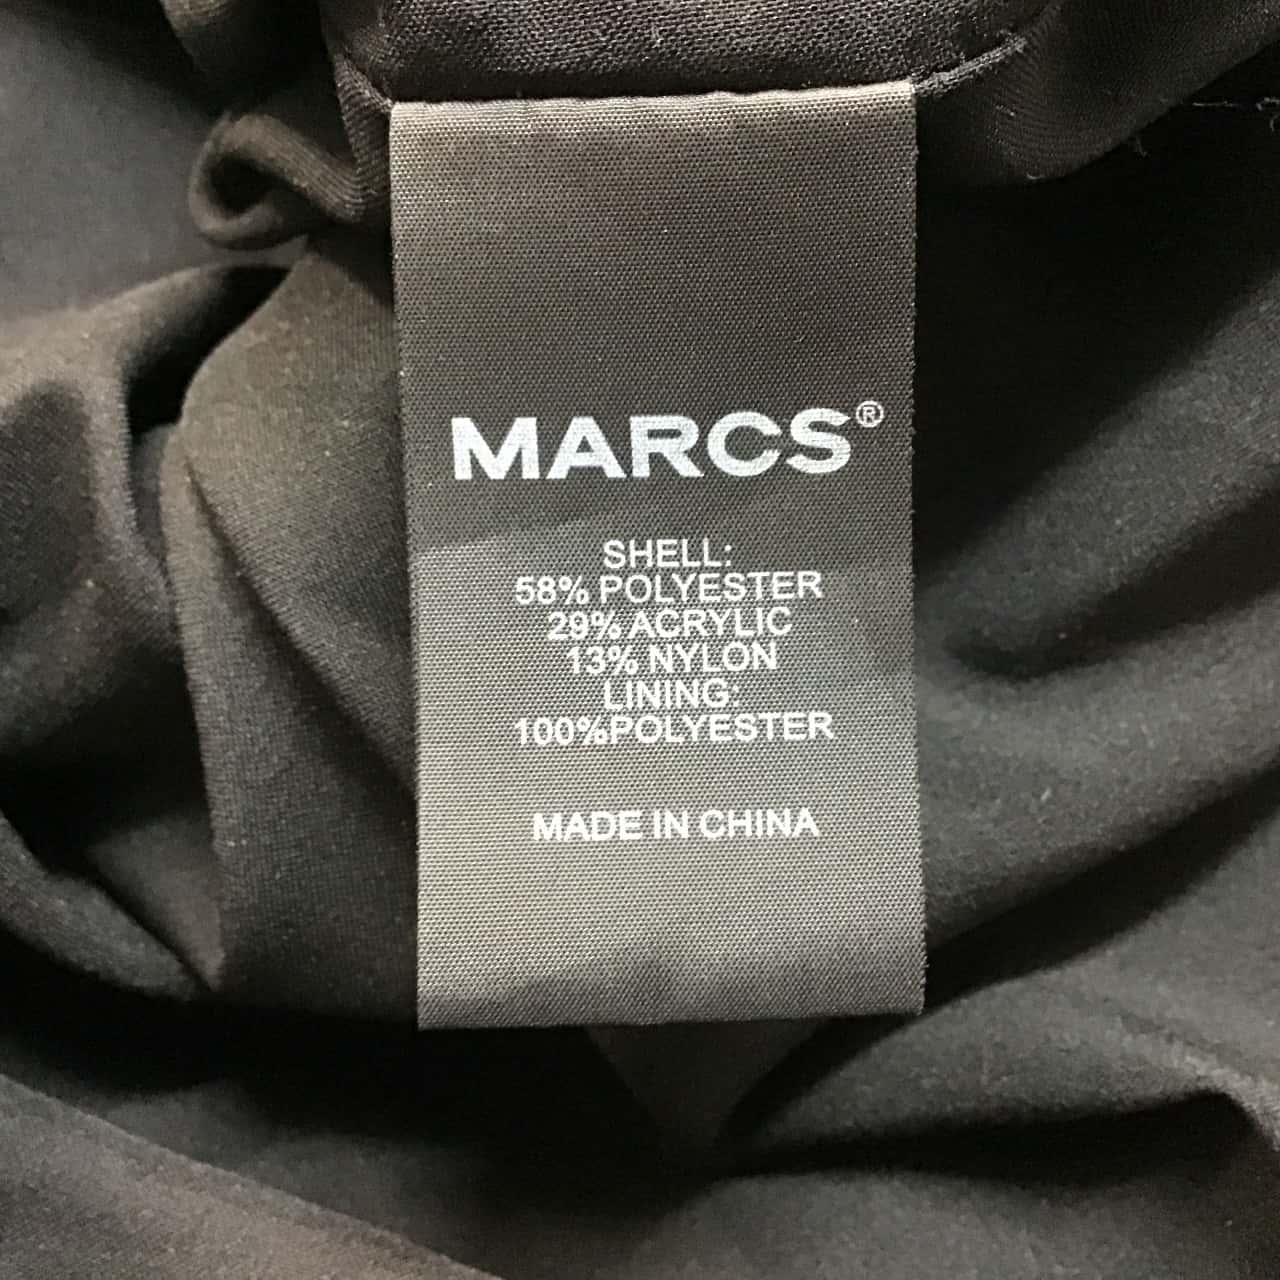 MARCS®
SHELL:
58% POLYESTER
29% ACRYLIC
13% NYLON
LINING:
100%POLYESTER
MADE IN CHINA